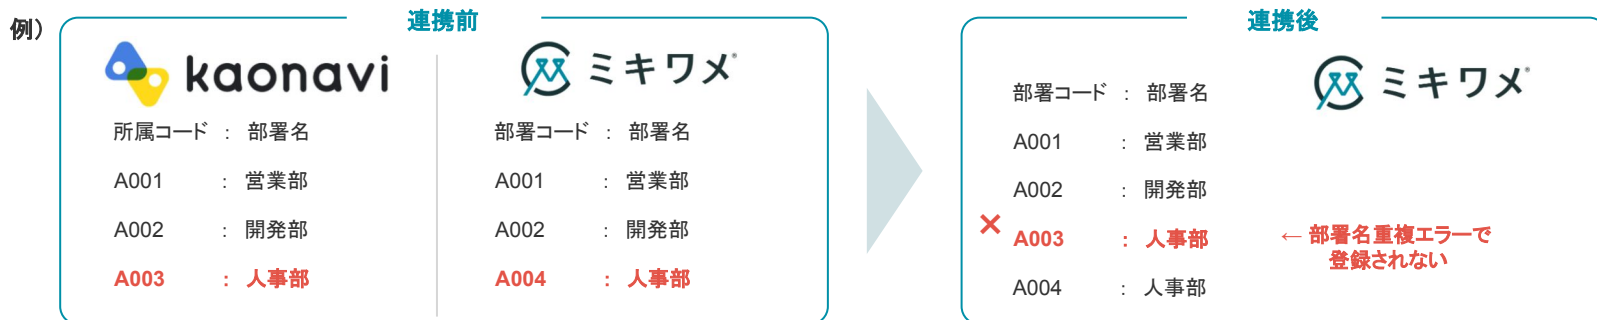 例）
連携前
kaonavi
所属コード ： 部署名
A001 ： 営業部
A002 ： 開発部
A003 ： 人事部
ミキワメ
部署コード ： 部署名
A001 ： 営業部
A002 ： 開発部
A004 ： 人事部
連携後
ミキワメ
部署コード ： 部署名
A001 ： 営業部
A002 ： 開発部
× A003 ： 人事部
← 部署名重複エラーで
登録されない
A004 ： 人事部